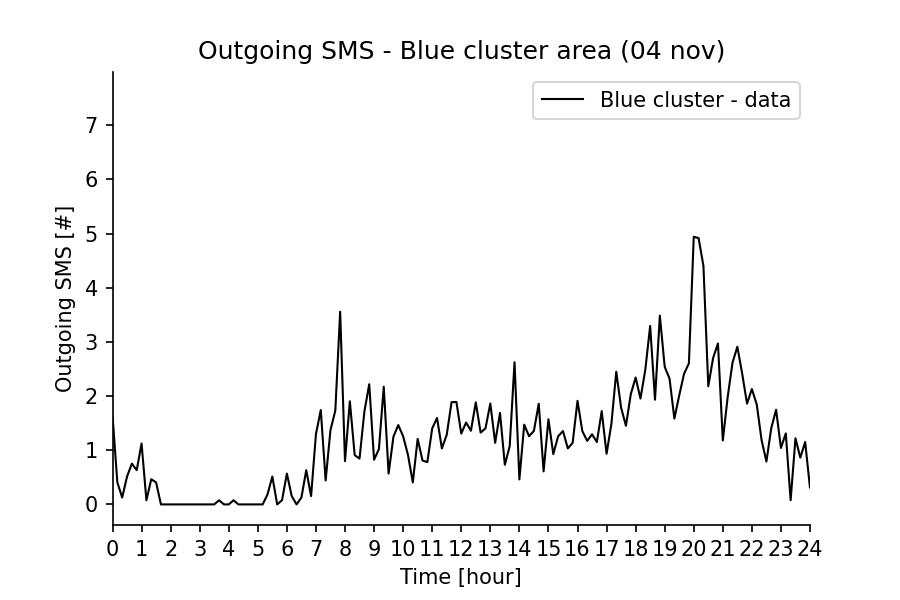 Outgoing SMS - Blue cluster area (04 nov)
Blue cluster - data
7
6
5
4
3
2
1
0
Outgoing SMS [#]
0 1 2 3 4 5 6 7 8 9 10 11 12 13 14 15 16 17 18 19 20 21 22 23 24
Time [hour]